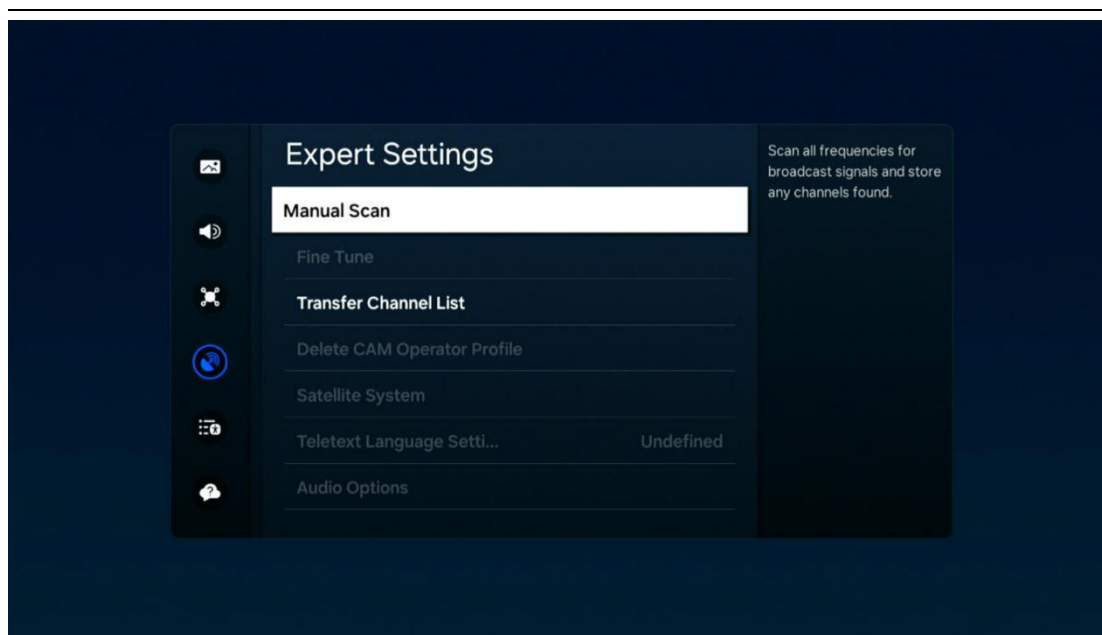 Expert Settings
Manual Scan
Fine Tune
Transfer Channel List
Delete CAM Operator Profile
Satellite System
Teletext Language Setti... Undefined
Audio Options
Scan all frequencies for
broadcast signals and store
any channels found.